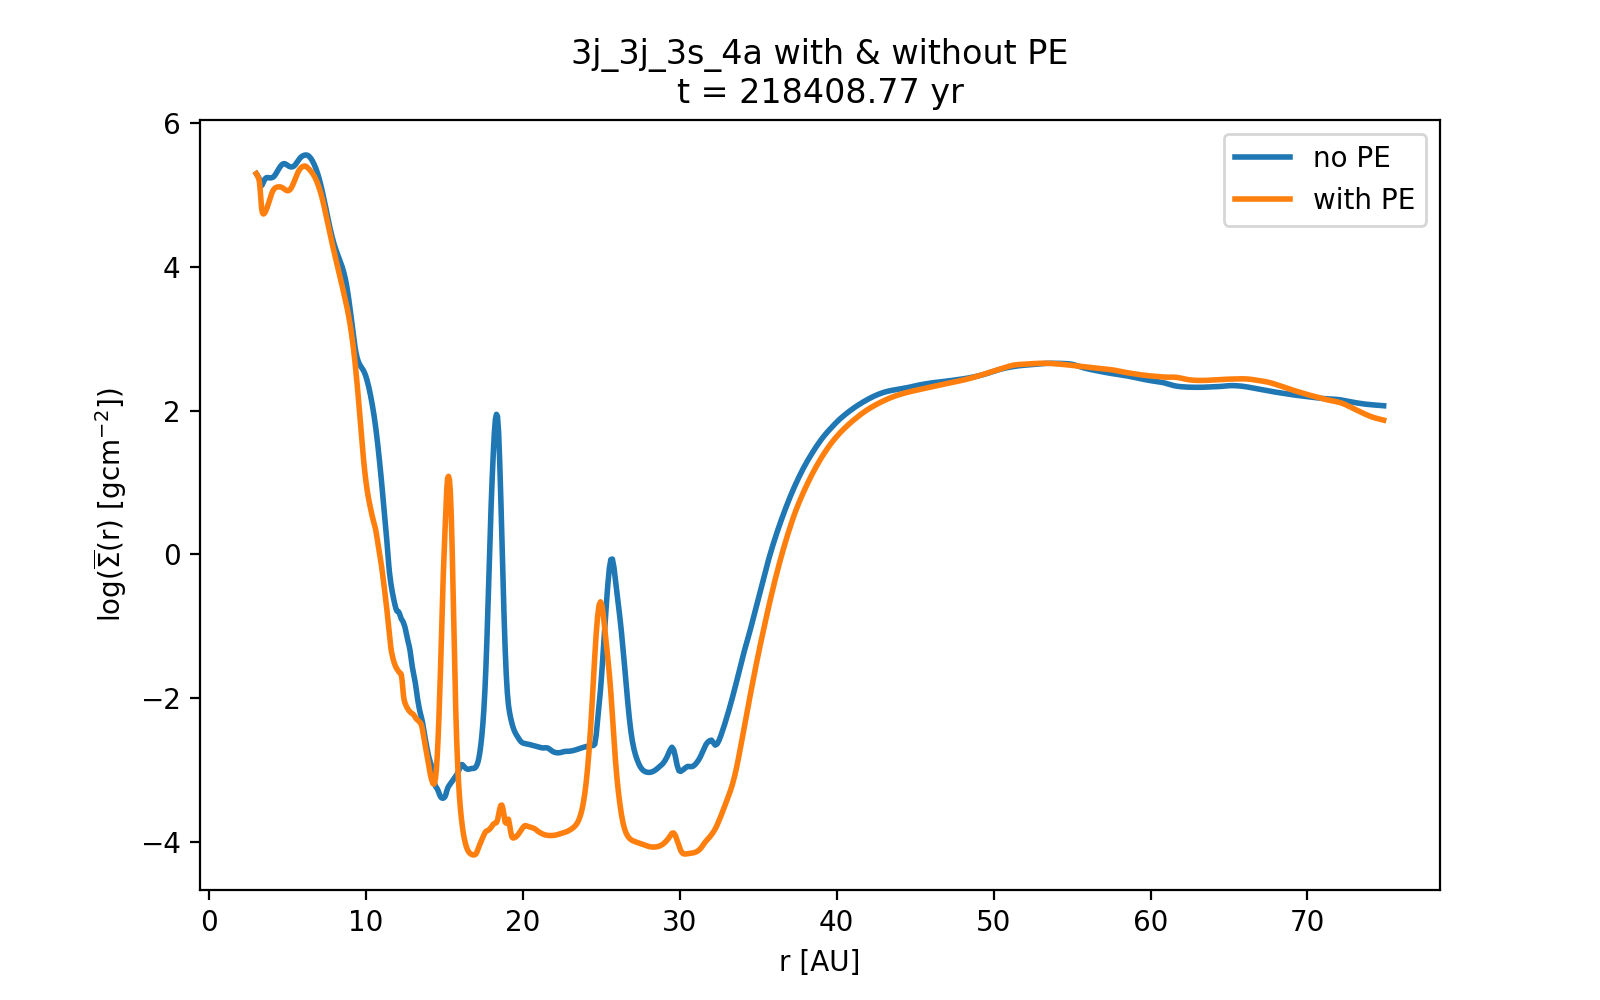 3j_3j_3s_4a with & without PE
t = 218408.77 yr
no PE
with PE
6
4
2
0
−2
−4
log(Σ̅(r) [gcm⁻²])
0 10 20 30 40 50 60 70
r [AU]